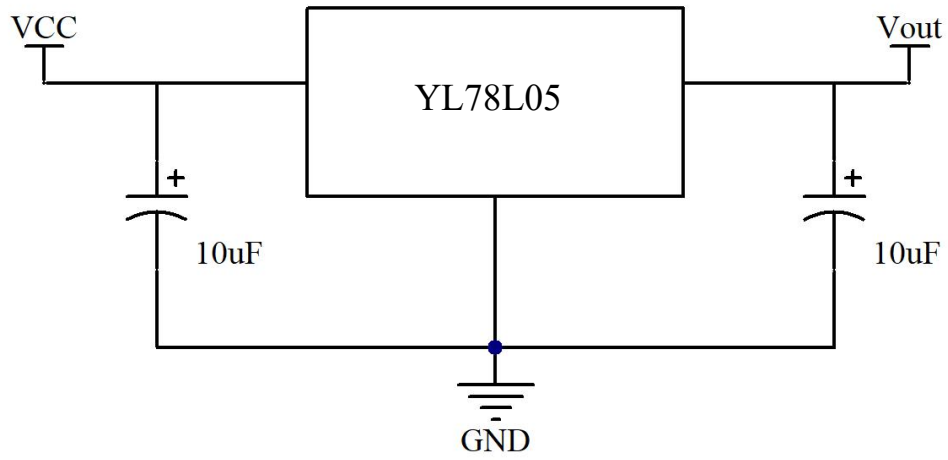 VCC
Vout
YL78L05
+
+
10uF
10uF
GND